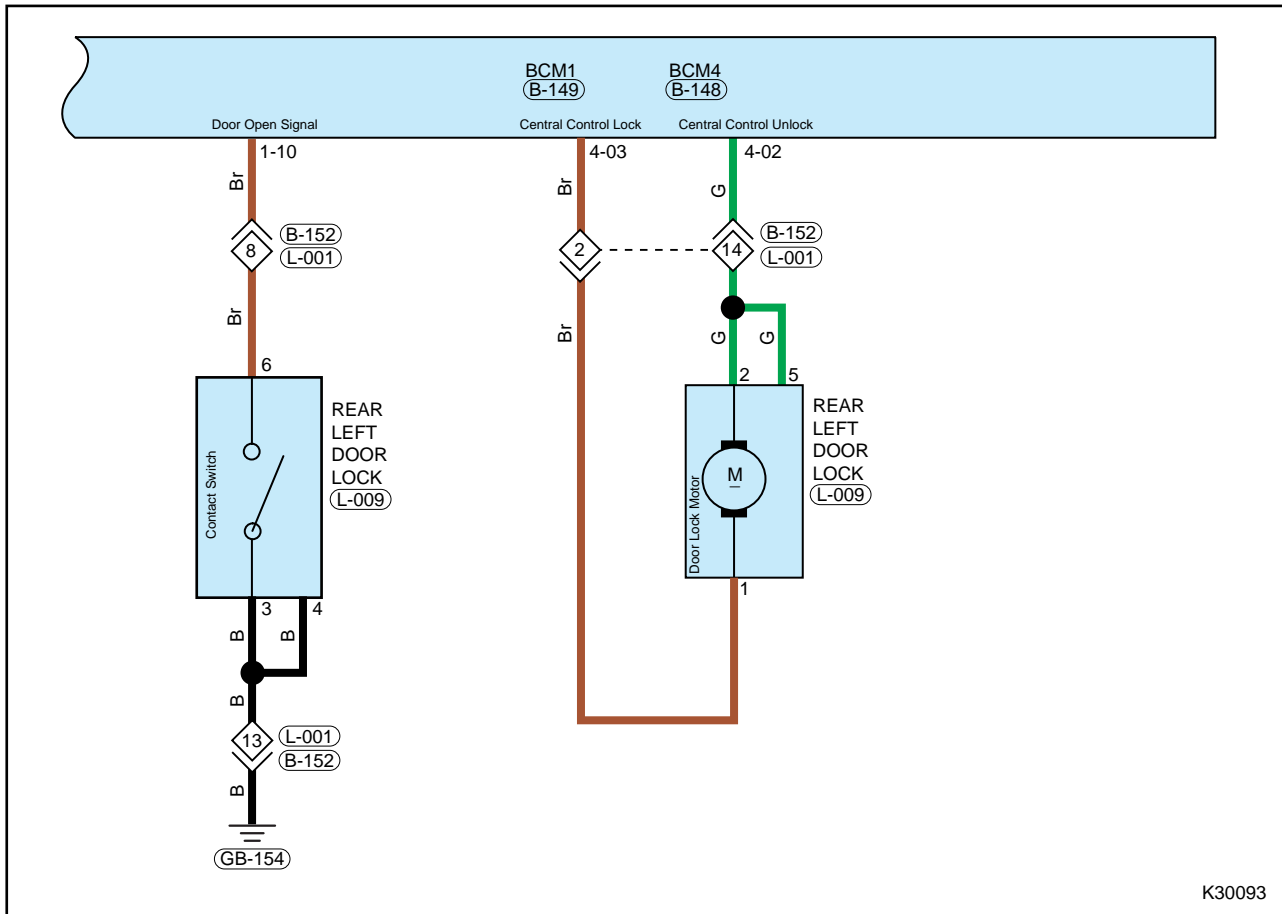 BCM1
B-149
BCM4
B-148
Door Open Signal
Central Control Lock
Central Control Unlock
1-10
4-03
4-02
Br
Br
G
8
B-152
L-001
2
14
B-152
L-001
Br
Br
G
G
6
2
5
Contact Switch
REAR
LEFT
DOOR
LOCK
L-009
Door Lock Motor
M
REAR
LEFT
DOOR
LOCK
L-009
3
4
1
B
B
B
13
L-001
B-152
B
GB-154
K30093